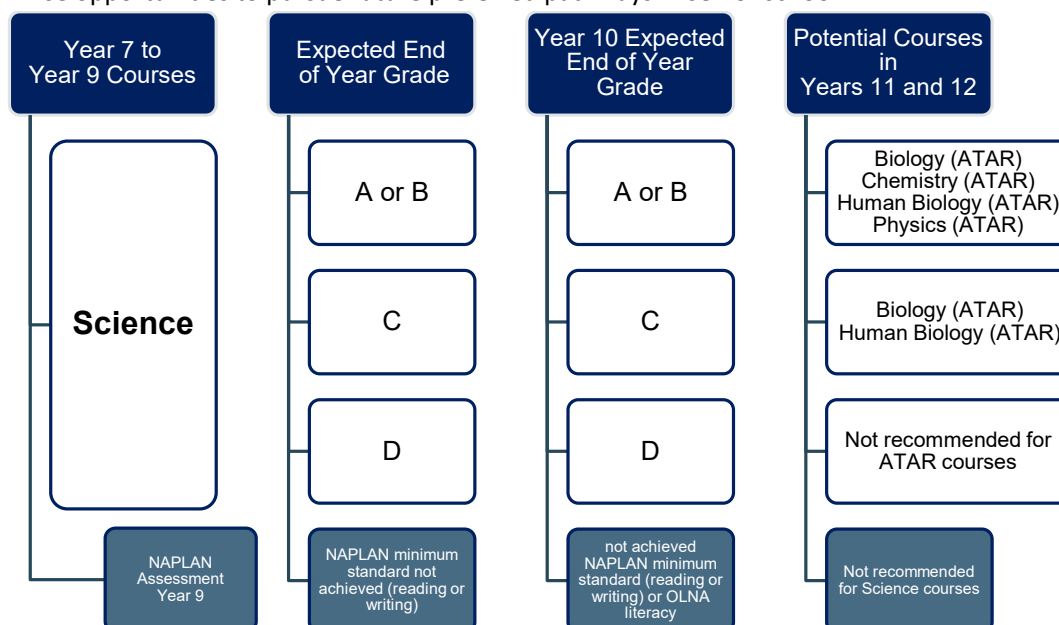 Year 7 to
Year 9 Courses
Science
NAPLAN
Assessment
Year 9
Expected End
of Year Grade
A or B
C
D
NAPLAN minimum
standard not
achieved (reading or
writing)
Year 10 Expected
End of Year
Grade
A or B
C
D
not achieved
NAPLAN minimum
standard (reading or
writing) or OLNA
literacy
Potential Courses
in
Years 11 and 12
Biology (ATAR)
Chemistry (ATAR)
Human Biology (ATAR)
Physics (ATAR)
Biology (ATAR)
Human Biology (ATAR)
Not recommended for
ATAR courses
Not recommended
for Science courses